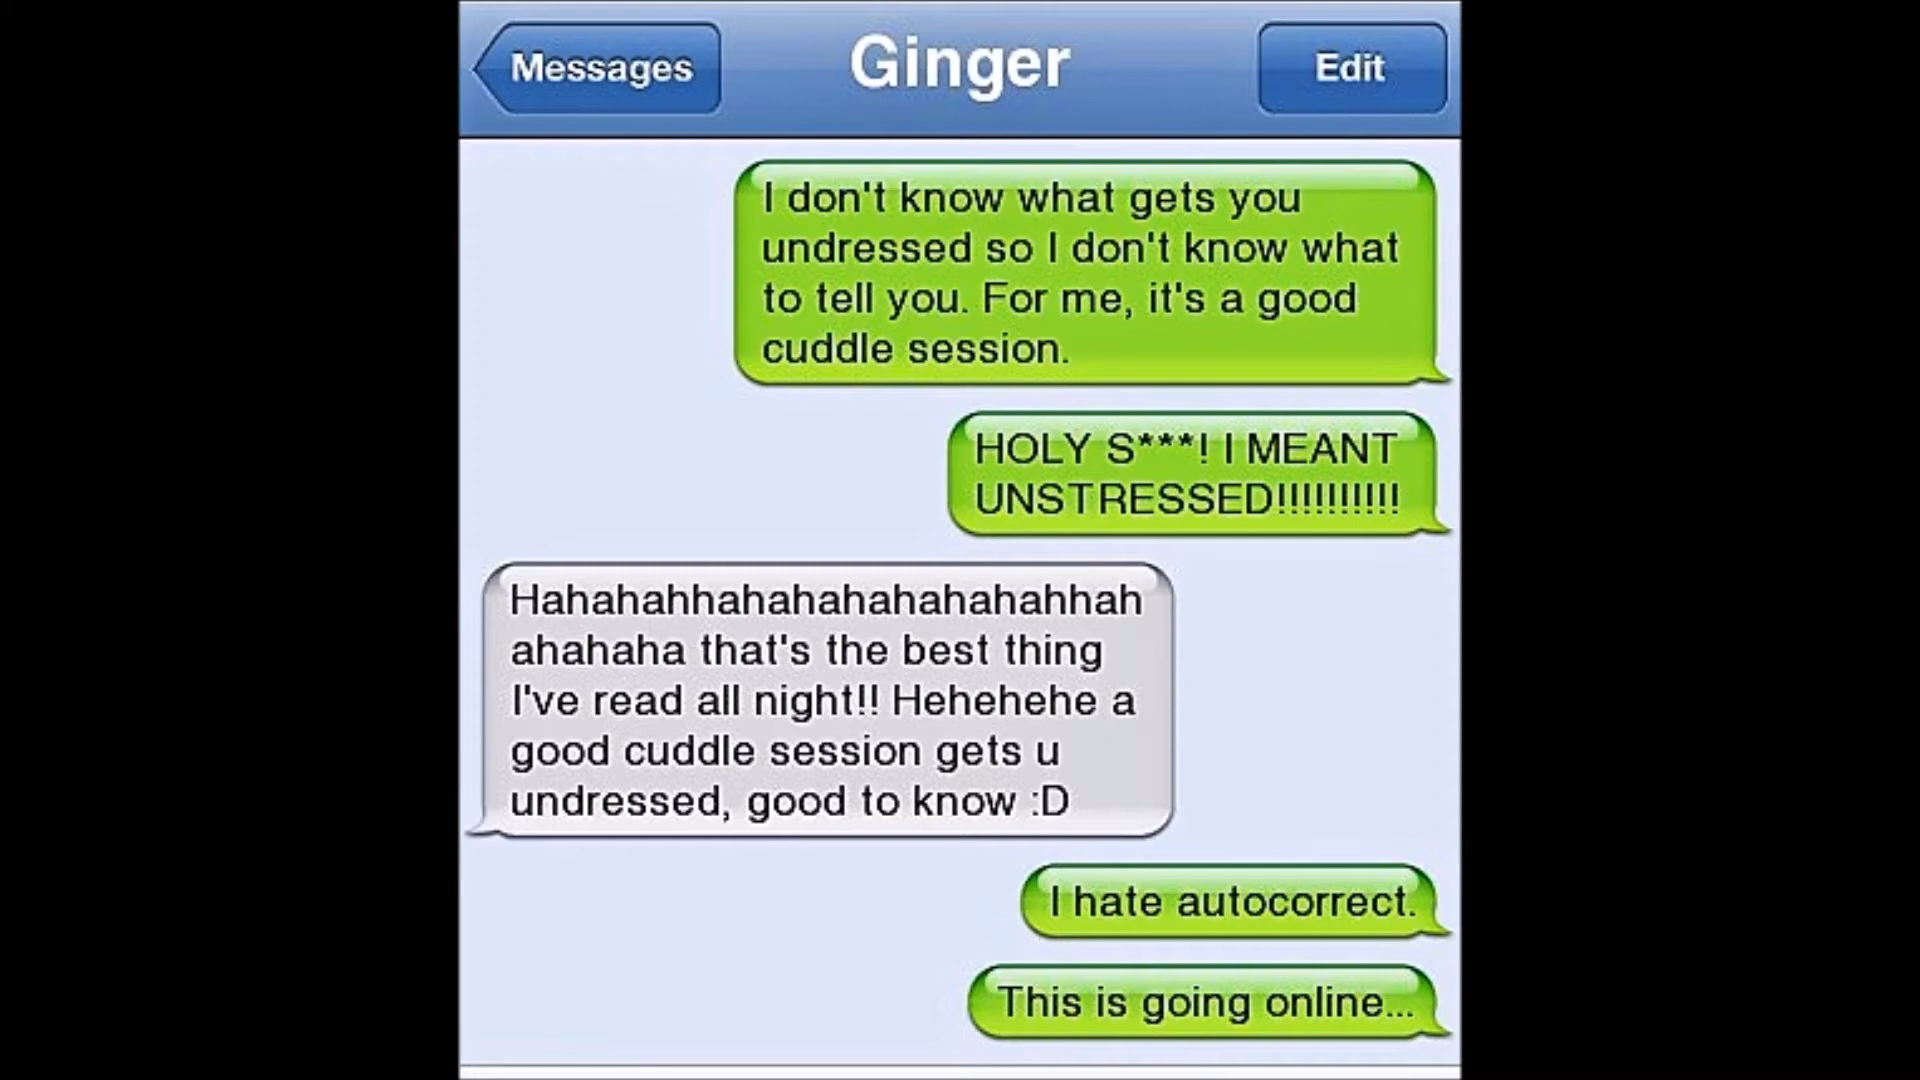 Messages
Ginger
Edit
I don't know what gets you
undressed so I don't know what
to tell you. For me, it's a good
cuddle session.
HOLY S***! I MEANT
UNSTRESSED!!!!!!!!!!
Hahahahhahahahahahahahhah
ahahaha that's the best thing
I've read all night!! Hehehehe a
good cuddle session gets u
undressed, good to know :D
I hate autocorrect.
This is going online...